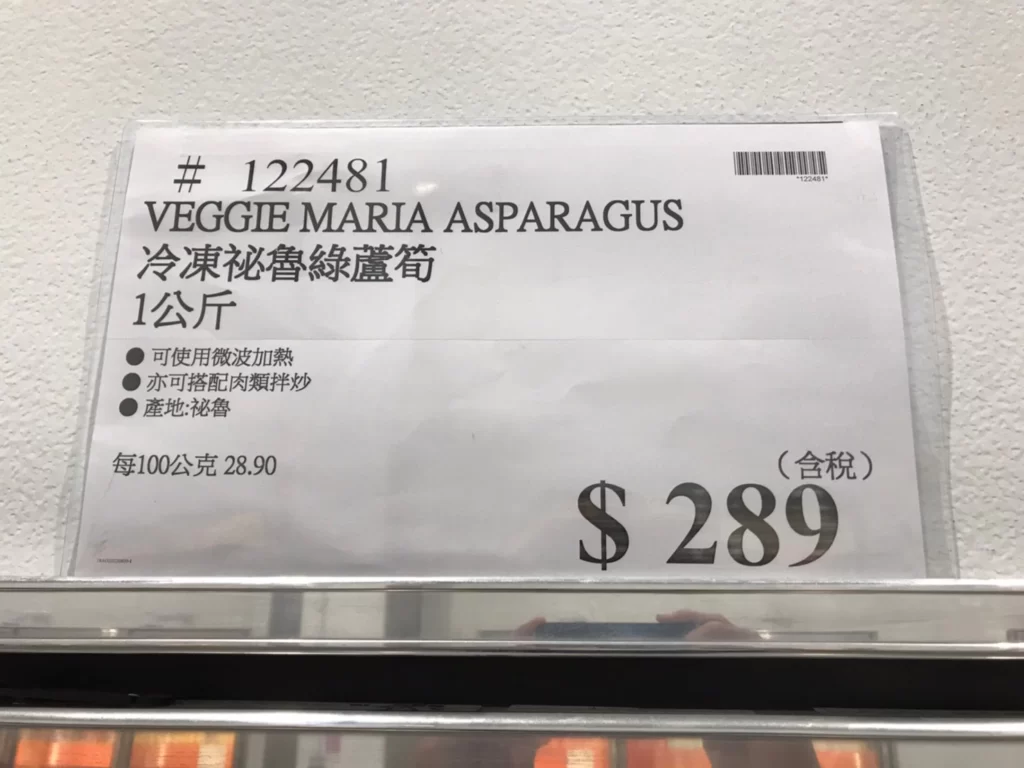 # 122481
*122481*
VEGGIE MARIA ASPARAGUS
冷凍祕魯綠蘆筍
1公斤
● 可使用微波加熱
● 亦可搭配肉類拌炒
● 產地:祕魯
每100公克 28.90
（含稅）
$ 289